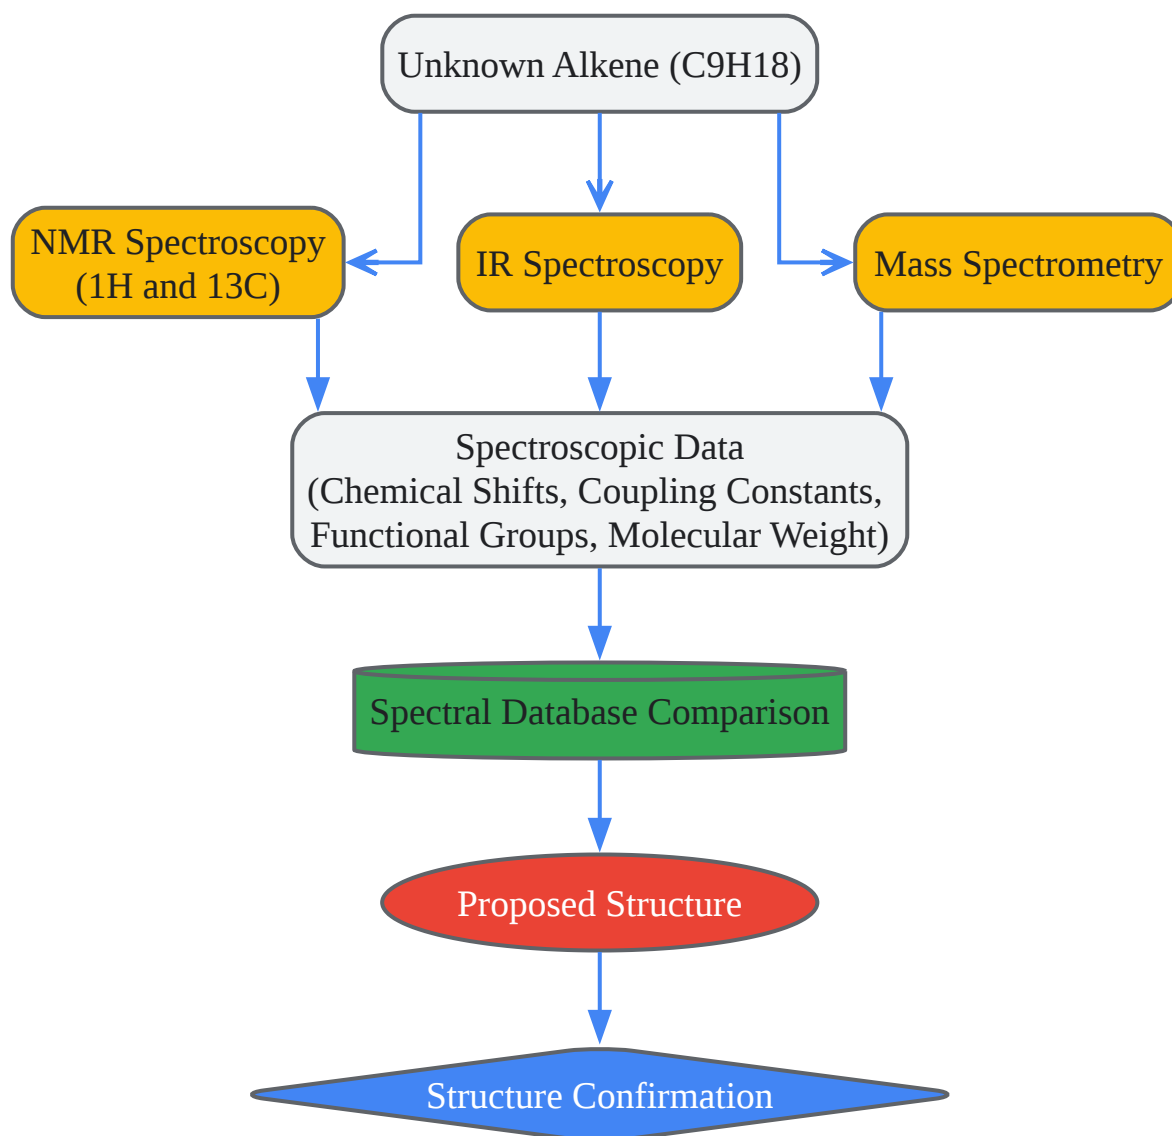 Unknown Alkene (C9H18)
NMR Spectroscopy
(1H and 13C)
IR Spectroscopy
Mass Spectrometry
Spectroscopic Data
(Chemical Shifts, Coupling Constants,
Functional Groups, Molecular Weight)
Spectral Database Comparison
Proposed Structure
Structure Confirmation